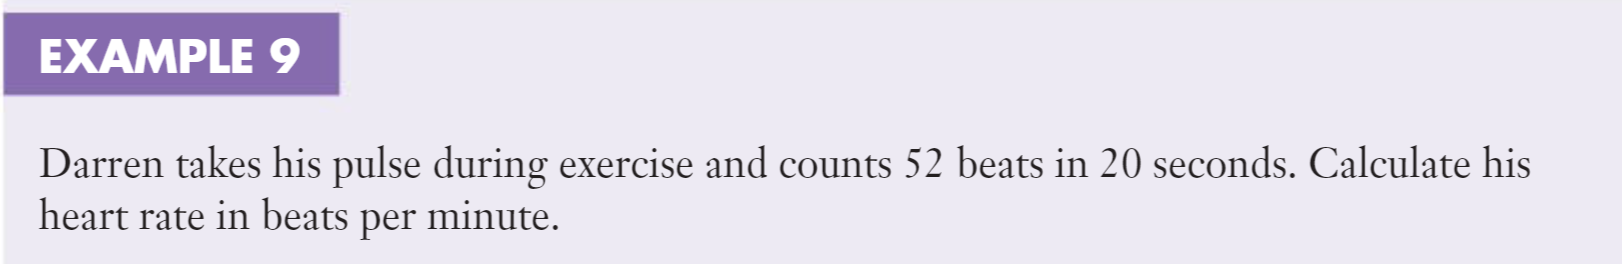 EXAMPLE 9
Darren takes his pulse during exercise and counts 52 beats in 20 seconds. Calculate his
heart rate in beats per minute.